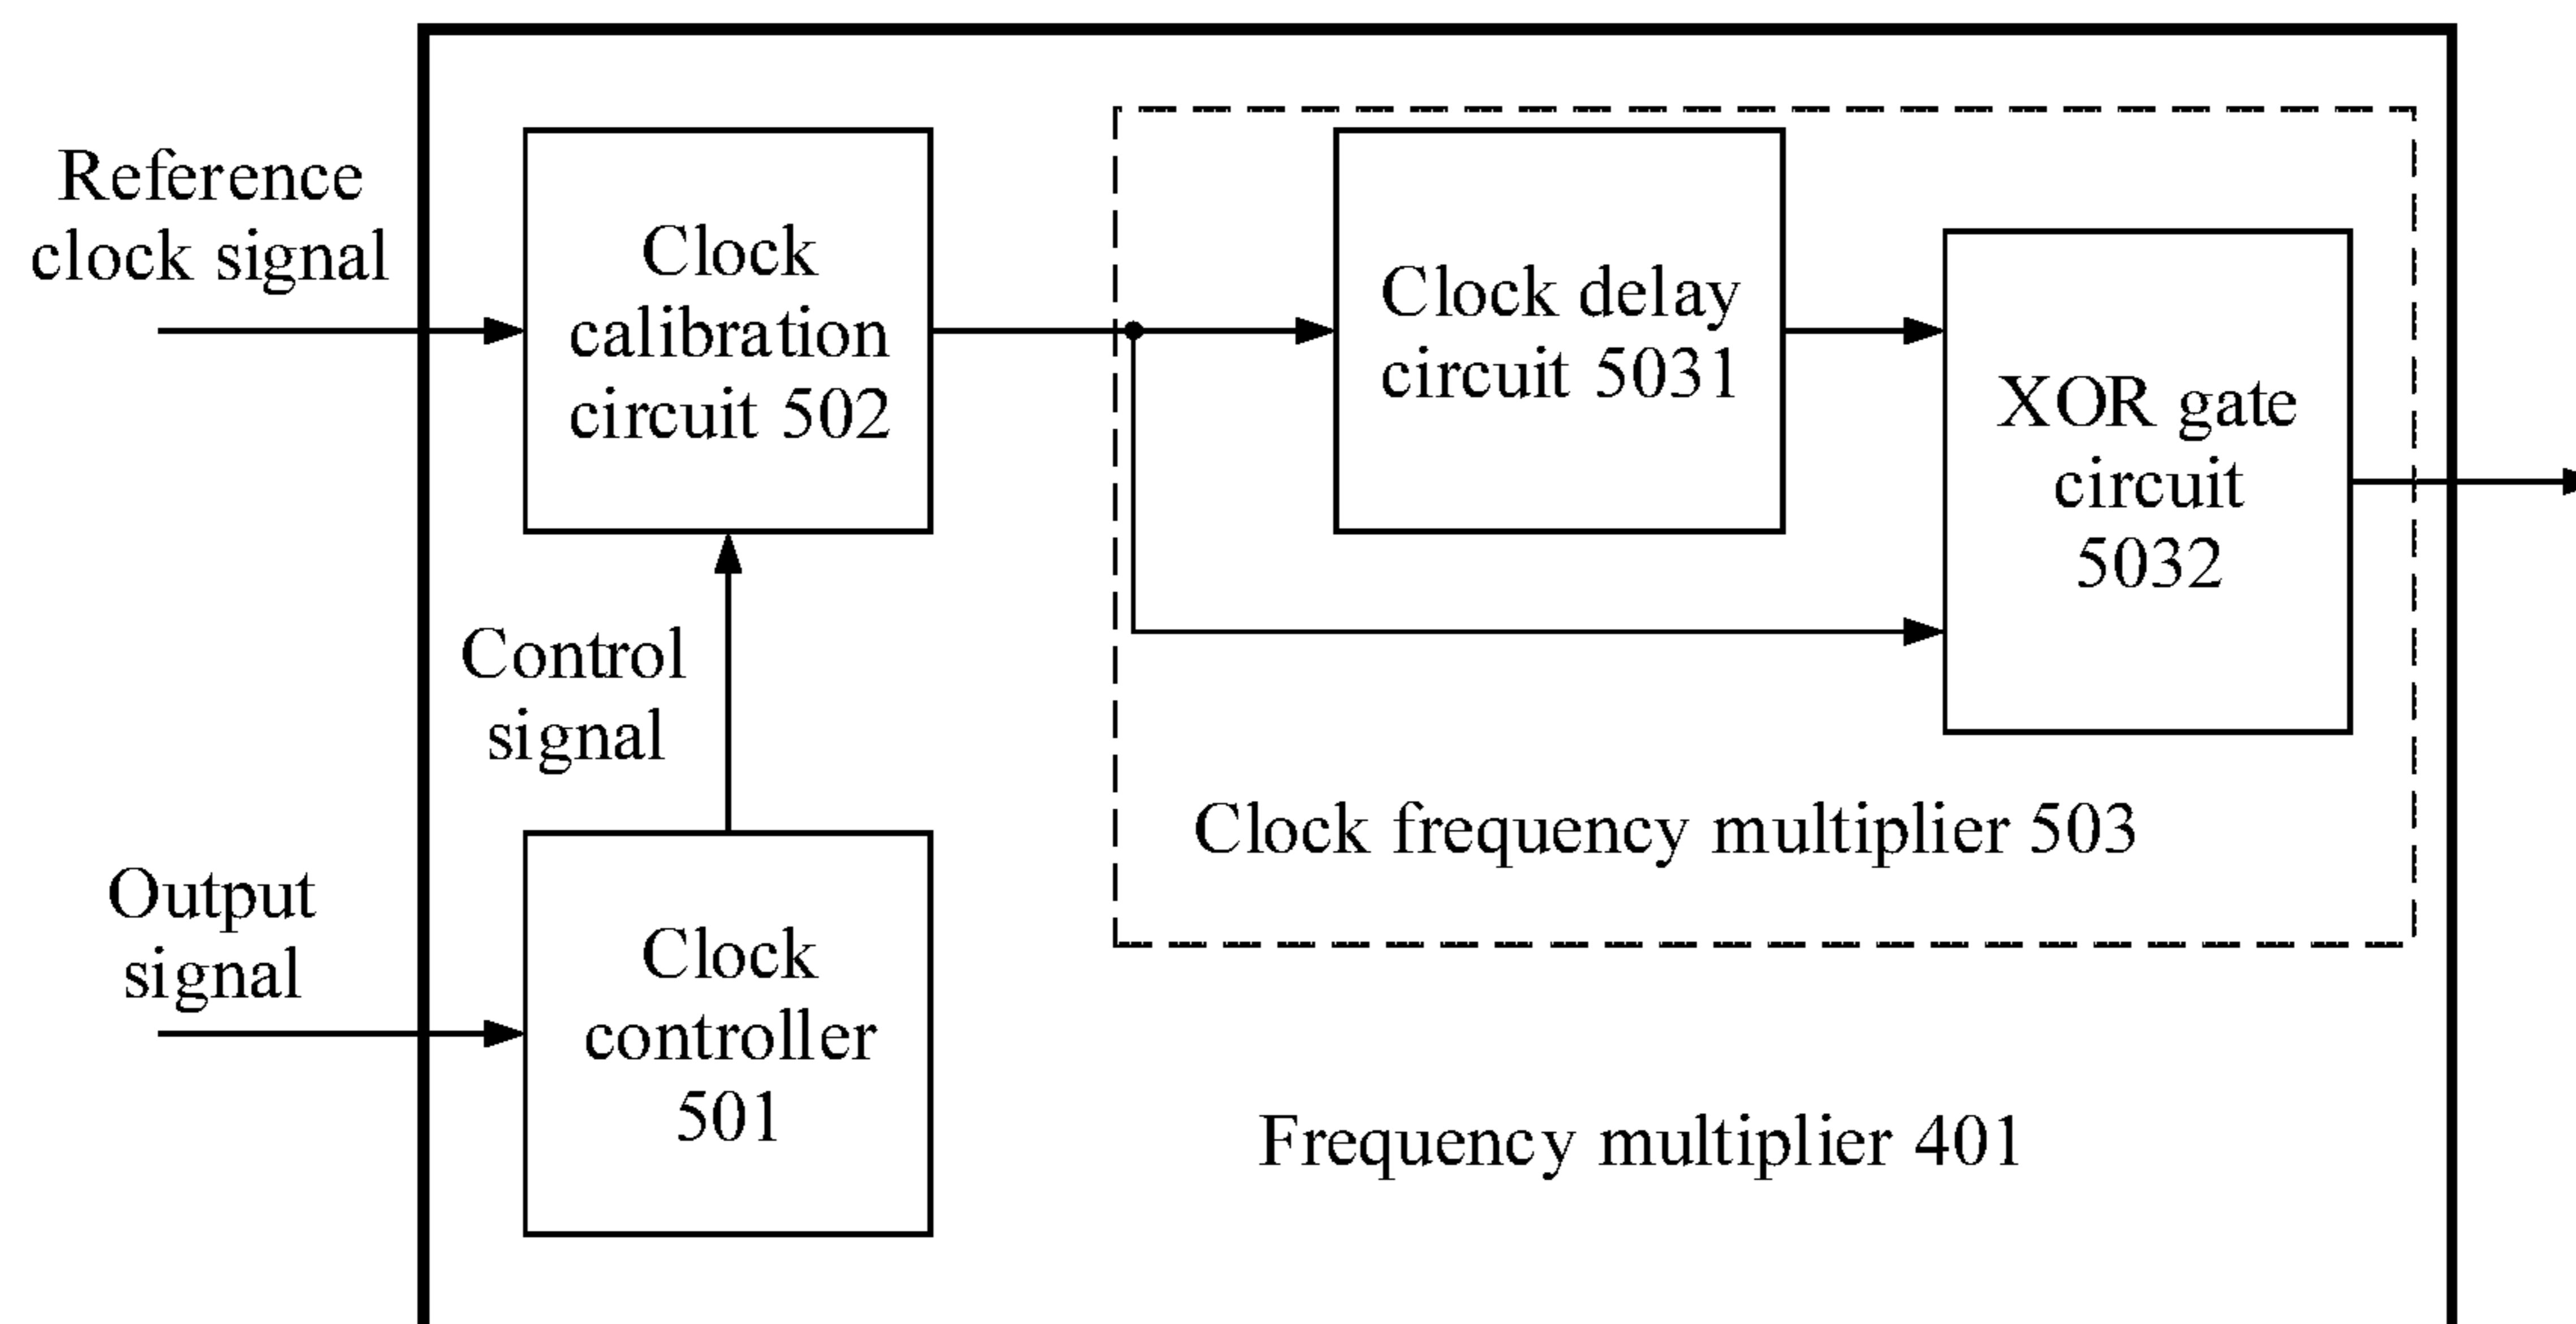 Reference
clock signal
Clock
calibration
circuit 502
Clock delay
circuit 5031
XOR gate
circuit
5032
Control
signal
Clock frequency multiplier 503
Output
signal
Clock
controller
501
Frequency multiplier 401